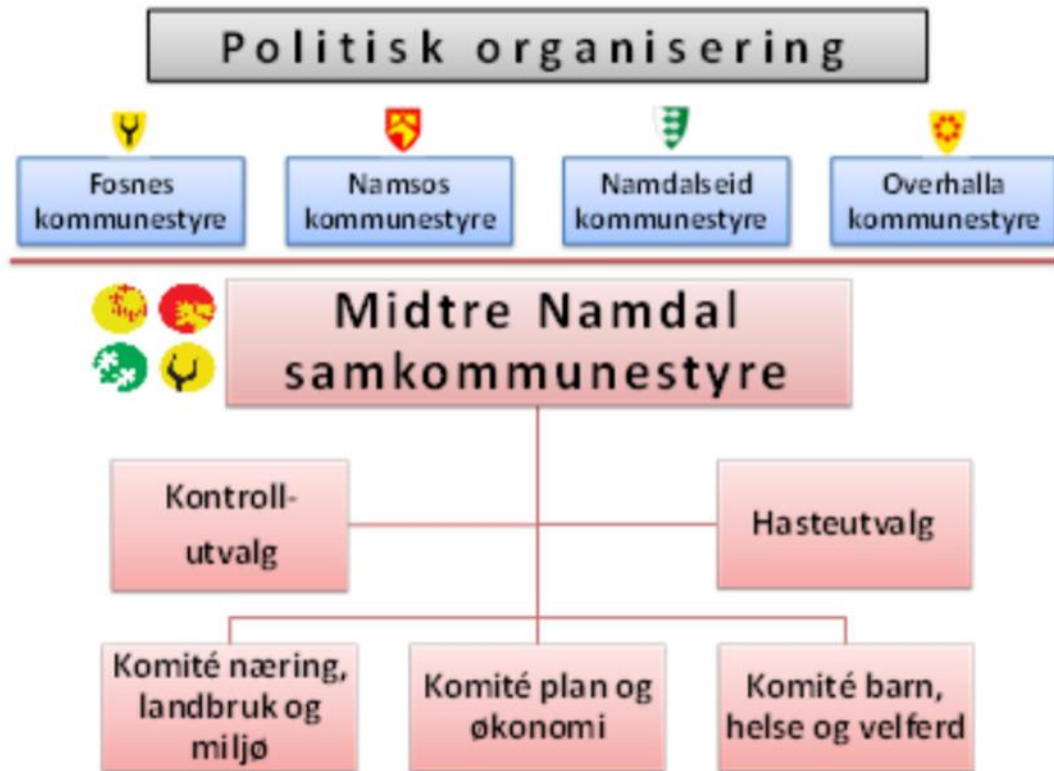 Politisk organisering
Fosnes
kommunestyre
Namsos
kommunestyre
Namdalseid
kommunestyre
Overhalla
kommunestyre
Midtre Namdal
samkommunestyre
Kontroll-
utvalg
Hasteutvalg
Komité næring,
landbruk og
miljø
Komité plan og
økonomi
Komité barn,
helse og velferd